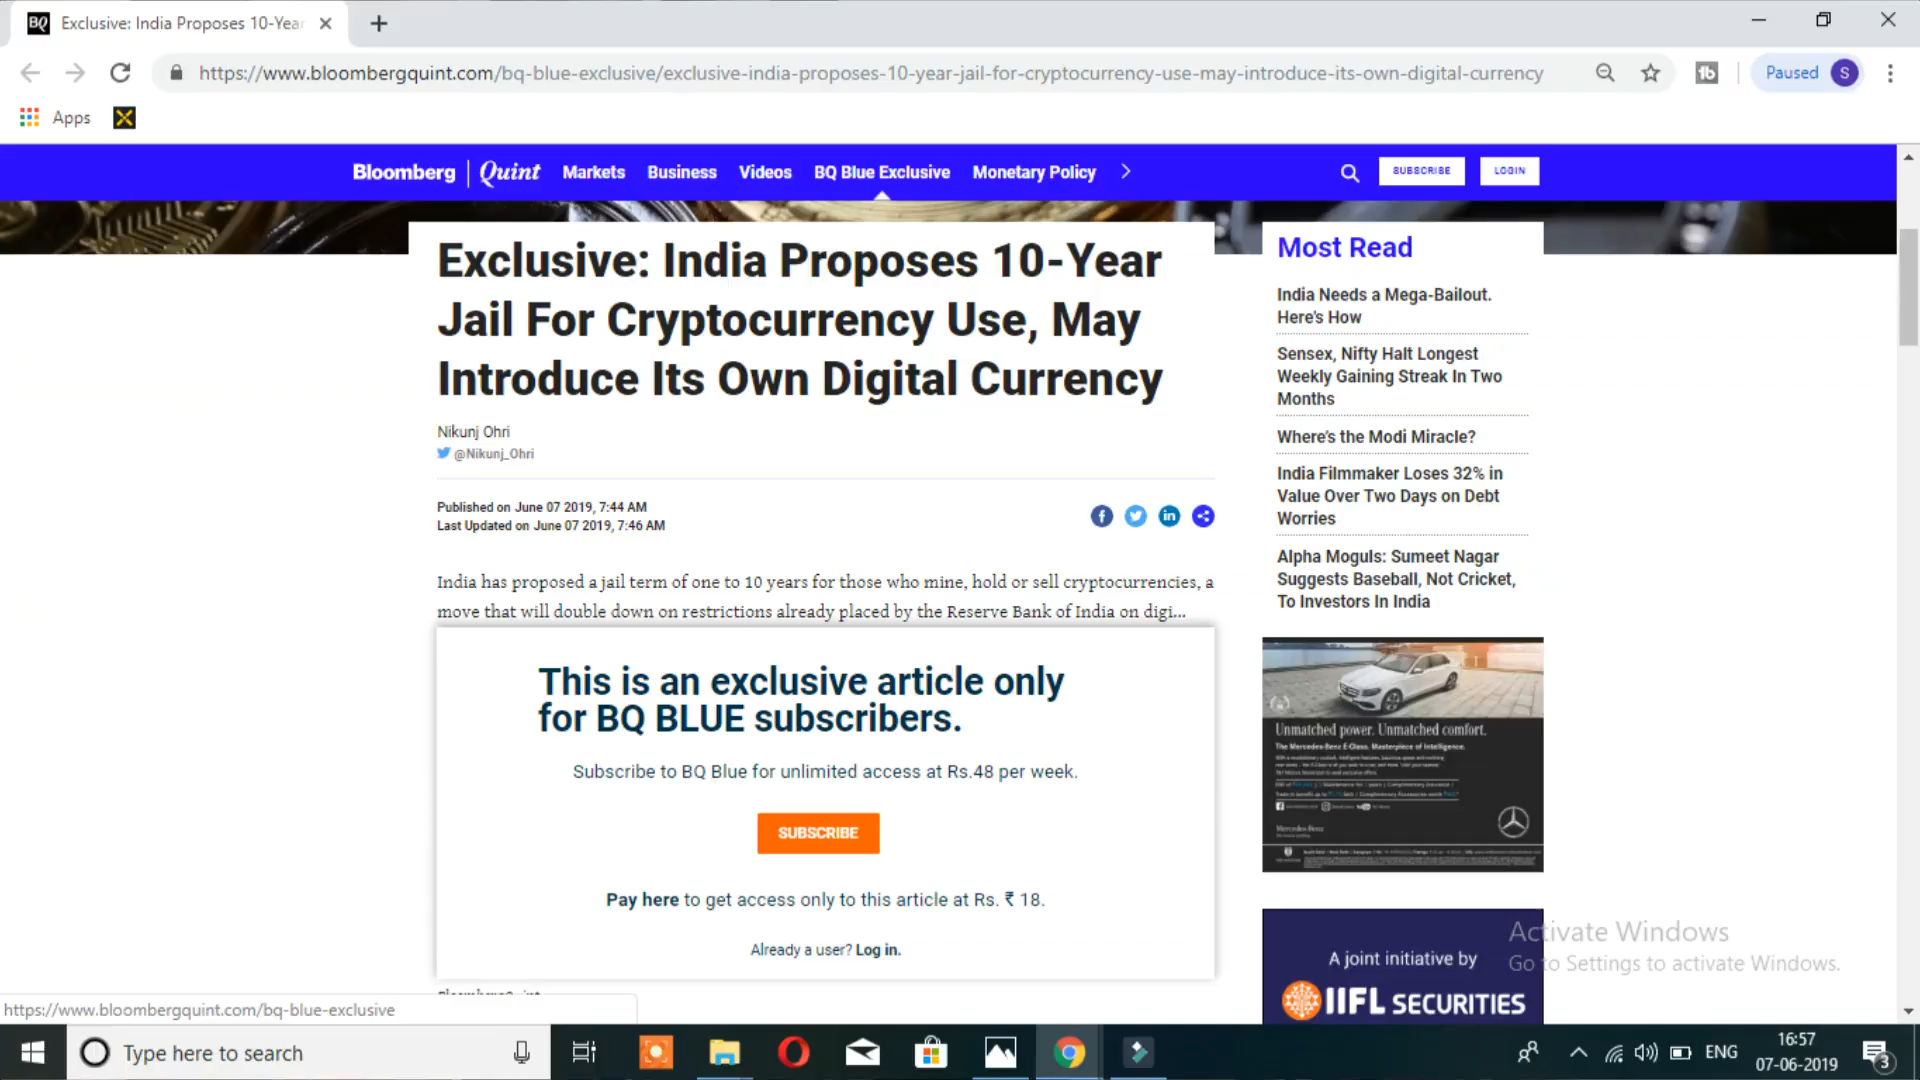 BQ Exclusive: India Proposes 10-Year
https://www.bloombergquint.com/bq-blue-exclusive/exclusive-india-proposes-10-year-jail-for-cryptocurrency-use-may-introduce-its-own-digital-currency
Paused S
Apps
Bloomberg | Quint Markets Business Videos BQ Blue Exclusive Monetary Policy
SUBSCRIBE LOGIN
Exclusive: India Proposes 10-Year
Jail For Cryptocurrency Use, May
Introduce Its Own Digital Currency
Nikunj Ohri
@Nikunj_Ohri
Published on June 07 2019, 7:44 AM
Last Updated on June 07 2019, 7:46 AM
India has proposed a jail term of one to 10 years for those who mine, hold or sell cryptocurrencies, a
move that will double down on restrictions already placed by the Reserve Bank of India on digi...
This is an exclusive article only
for BQ BLUE subscribers.
Subscribe to BQ Blue for unlimited access at Rs.48 per week.
SUBSCRIBE
Pay here to get access only to this article at Rs. ₹ 18.
Already a user? Log in.
Most Read
India Needs a Mega-Bailout.
Here's How
Sensex, Nifty Halt Longest
Weekly Gaining Streak In Two
Months
Where's the Modi Miracle?
India Filmmaker Loses 32% in
Value Over Two Days on Debt
Worries
Alpha Moguls: Sumeet Nagar
Suggests Baseball, Not Cricket,
To Investors In India
Unmatched power. Unmatched comfort.
The Mercedes-Benz E-Class. Masterpiece of Intelligence.
Mercedes-Benz
A joint initiative by
IIFL SECURITIES
Activate Windows
Go to Settings to activate Windows.
https://www.bloombergquint.com/bq-blue-exclusive
Type here to search
ENG
16:57
07-06-2019
3